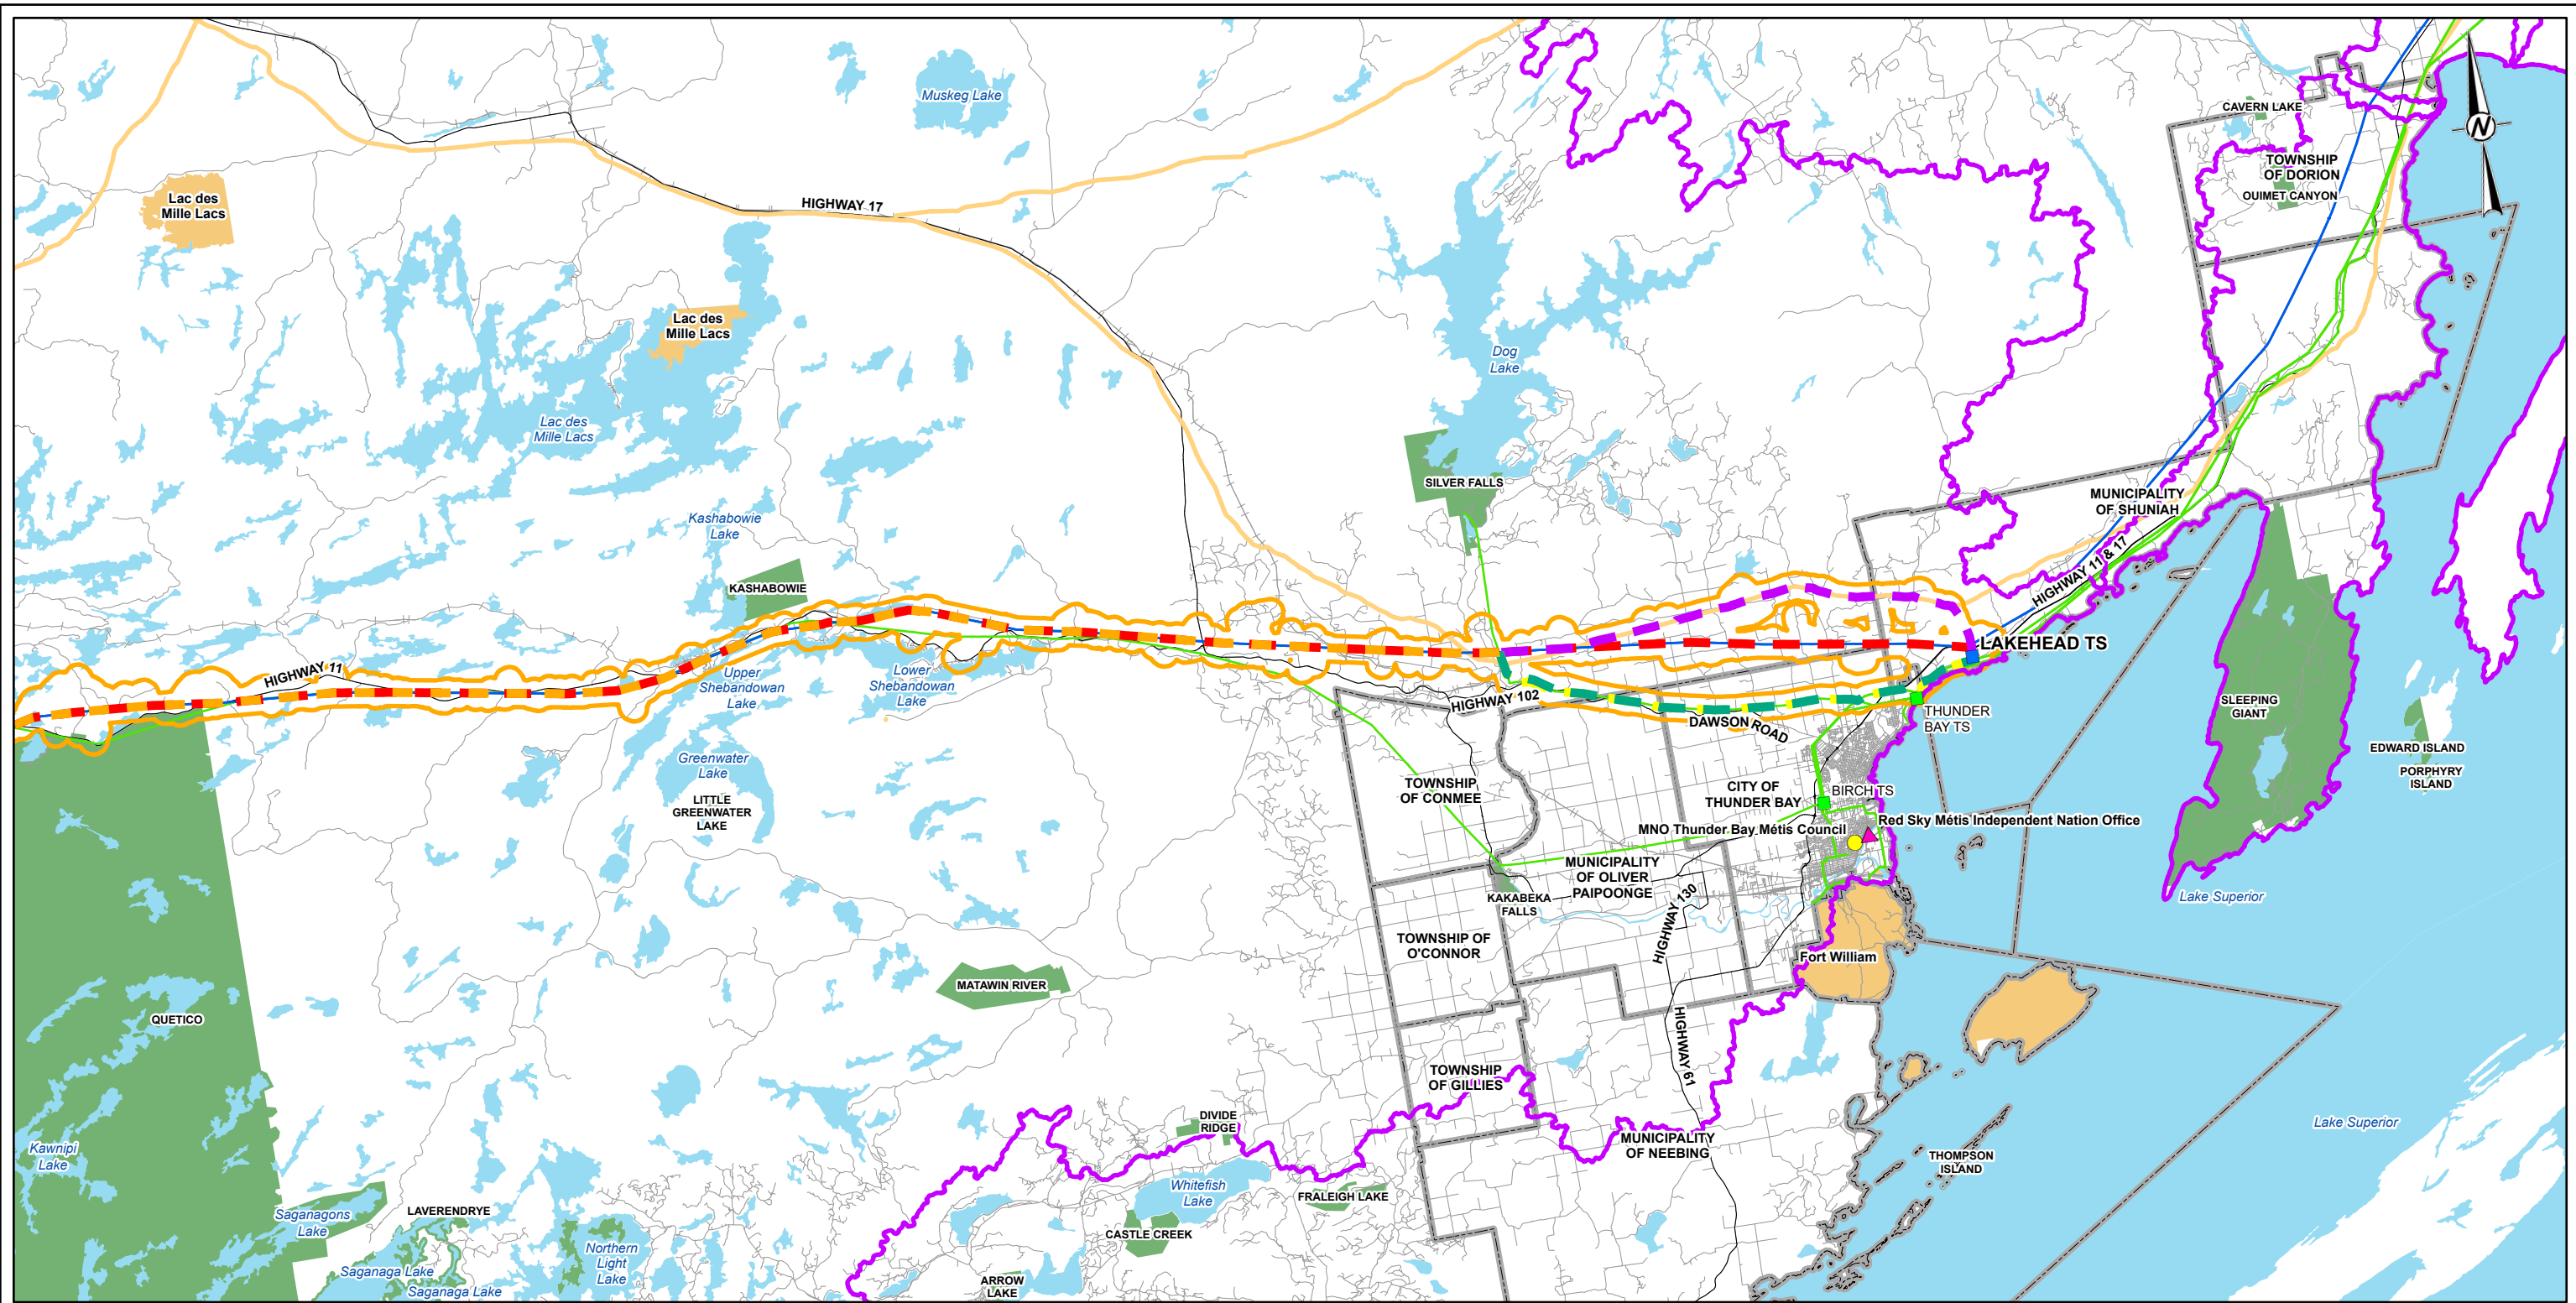 Muskeg Lake
N
CAVERN LAKE
TOWNSHIP
OF DORION
OUIMET CANYON
Lac des
Mille Lacs
HIGHWAY 17
Lac des
Mille Lacs
Dog
Lake
Lac des
Mille Lacs
SILVER FALLS
MUNICIPALITY
OF SHUNIAH
Kashabowie
Lake
KASHABOWIE
HIGHWAY 11 & 17
LAKEHEAD TS
HIGHWAY 11
Upper
Shebandowan
Lake
Lower
Shebandowan
Lake
HIGHWAY 102
DAWSON ROAD
THUNDER
BAY TS
SLEEPING
GIANT
EDWARD ISLAND
PORPHYRY
ISLAND
Greenwater
Lake
LITTLE
GREENWATER
LAKE
TOWNSHIP
OF CONMEE
CITY OF
THUNDER BAY
BIRCH TS
Red Sky Métis Independent Nation Office
MNO Thunder Bay Métis Council
MUNICIPALITY
OF OLIVER
PAIPOONGE
KAKABEKA
FALLS
HIGHWAY 130
Lake Superior
TOWNSHIP OF
O'CONNOR
Fort William
MATAWIN RIVER
QUETICO
HIGHWAY 61
TOWNSHIP
OF GILLIES
DIVIDE
RIDGE
MUNICIPALITY
OF NEEBING
Lake Superior
Kawnipi
Lake
THOMPSON
ISLAND
Whitefish
Lake
FRALEIGH LAKE
Saganagons
Lake
LAVERENDRYE
CASTLE CREEK
Northern
Light
Lake
Saganaga Lake
Saganaga Lake
ARROW
LAKE